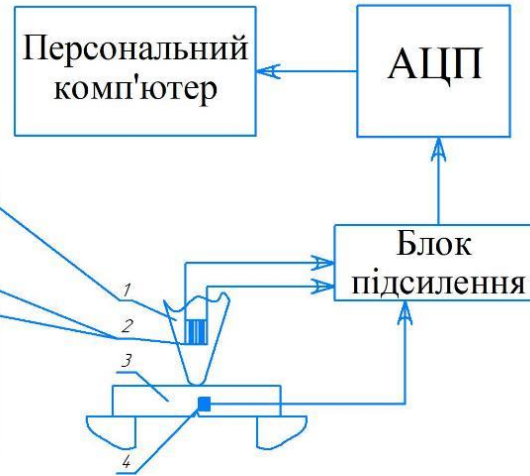 Персональний
комп'ютер
АЦП
Блок
підсилення
1
2
3
4